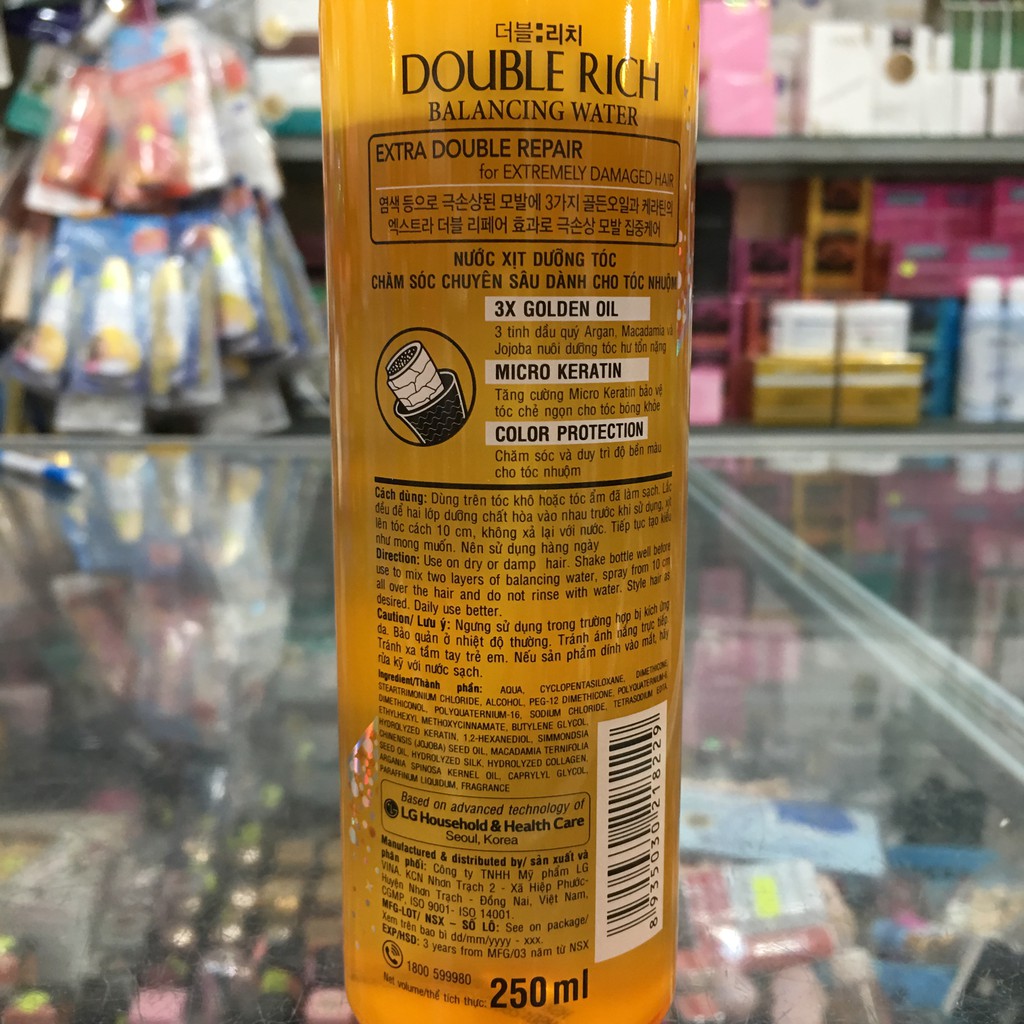 더블:리치
DOUBLE RICH
BALANCING WATER
EXTRA DOUBLE REPAIR
for EXTREMELY DAMAGED HAIR
염색 등으로 극손상된 모발에 3가지 골든오일과 케라틴의
엑스트라 더블 리페어 효과로 극손상 모발 집중케어
NƯỚC XỊT DƯỠNG TÓC
CHĂM SÓC CHUYÊN SÂU DÀNH CHO TÓC NHUỘM
3X GOLDEN OIL
3 tinh dầu quý Argan, Macadamia và
Jojoba nuôi dưỡng tóc hư tổn nặng
MICRO KERATIN
Tăng cường Micro Keratin bảo vệ
tóc chẻ ngọn cho tóc bóng khỏe
COLOR PROTECTION
Chăm sóc và duy trì độ bền màu
cho tóc nhuộm
Cách dùng: Dùng trên tóc khô hoặc tóc ẩm đã làm sạch. Lắc
đều để hai lớp dưỡng chất hòa vào nhau trước khi sử dụng, xịt
lên tóc cách 10 cm, không xả lại với nước. Tiếp tục tạo kiểu
như mong muốn. Nên sử dụng hàng ngày
Direction: Use on dry or damp hair. Shake bottle well before
use to mix two layers of balancing water, spray from 10 cm
all over the hair and do not rinse with water. Style hair as
desired. Daily use better.
Caution/ Lưu ý: Ngưng sử dụng trong trường hợp bị kích ứng
da. Bảo quản ở nhiệt độ thường. Tránh ánh nắng trực tiếp
Tránh xa tầm tay trẻ em. Nếu sản phẩm dính vào mắt, hãy
rửa kỹ với nước sạch.
Ingredient/Thành phần: AQUA, CYCLOPENTASILOXANE, DIMETHICONE,
STEARTRIMONIUM CHLORIDE, ALCOHOL, PEG-12 DIMETHICONE, POLYQUATERNIUM-6,
DIMETHICONOL, POLYQUATERNIUM-16, SODIUM CHLORIDE, TETRASODIUM EDTA,
ETHYLHEXYL METHOXYCINNAMATE, BUTYLENE GLYCOL,
HYDROLYZED KERATIN, 1,2-HEXANEDIOL, SIMMONDSIA
CHINENSIS (JOJOBA) SEED OIL, MACADAMIA TERNIFOLIA
SEED OIL, HYDROLYZED SILK, HYDROLYZED COLLAGEN,
ARGANIA SPINOSA KERNEL OIL, CAPRYLYL GLYCOL,
PARAFFINUM LIQUIDUM, FRAGRANCE
Based on advanced technology of
LG Household & Health Care
Seoul, Korea
Manufactured & distributed by/ sản xuất và
phân phối: Công ty TNHH Mỹ phẩm LG
VINA, KCN Nhơn Trạch 2 - Xã Hiệp Phước-
Huyện Nhơn Trạch - Đồng Nai, Việt Nam,
CGMP, ISO 9001- ISO 14001.
MFG-LOT/ NSX – SỐ LÔ: See on package/
Xem trên bao bì dd/mm/yyyy - xxx.
EXP/HSD: 3 years from MFG/03 năm từ NSX
1800 599980
Net volume/thể tích thực: 250 ml
8 935030 218229